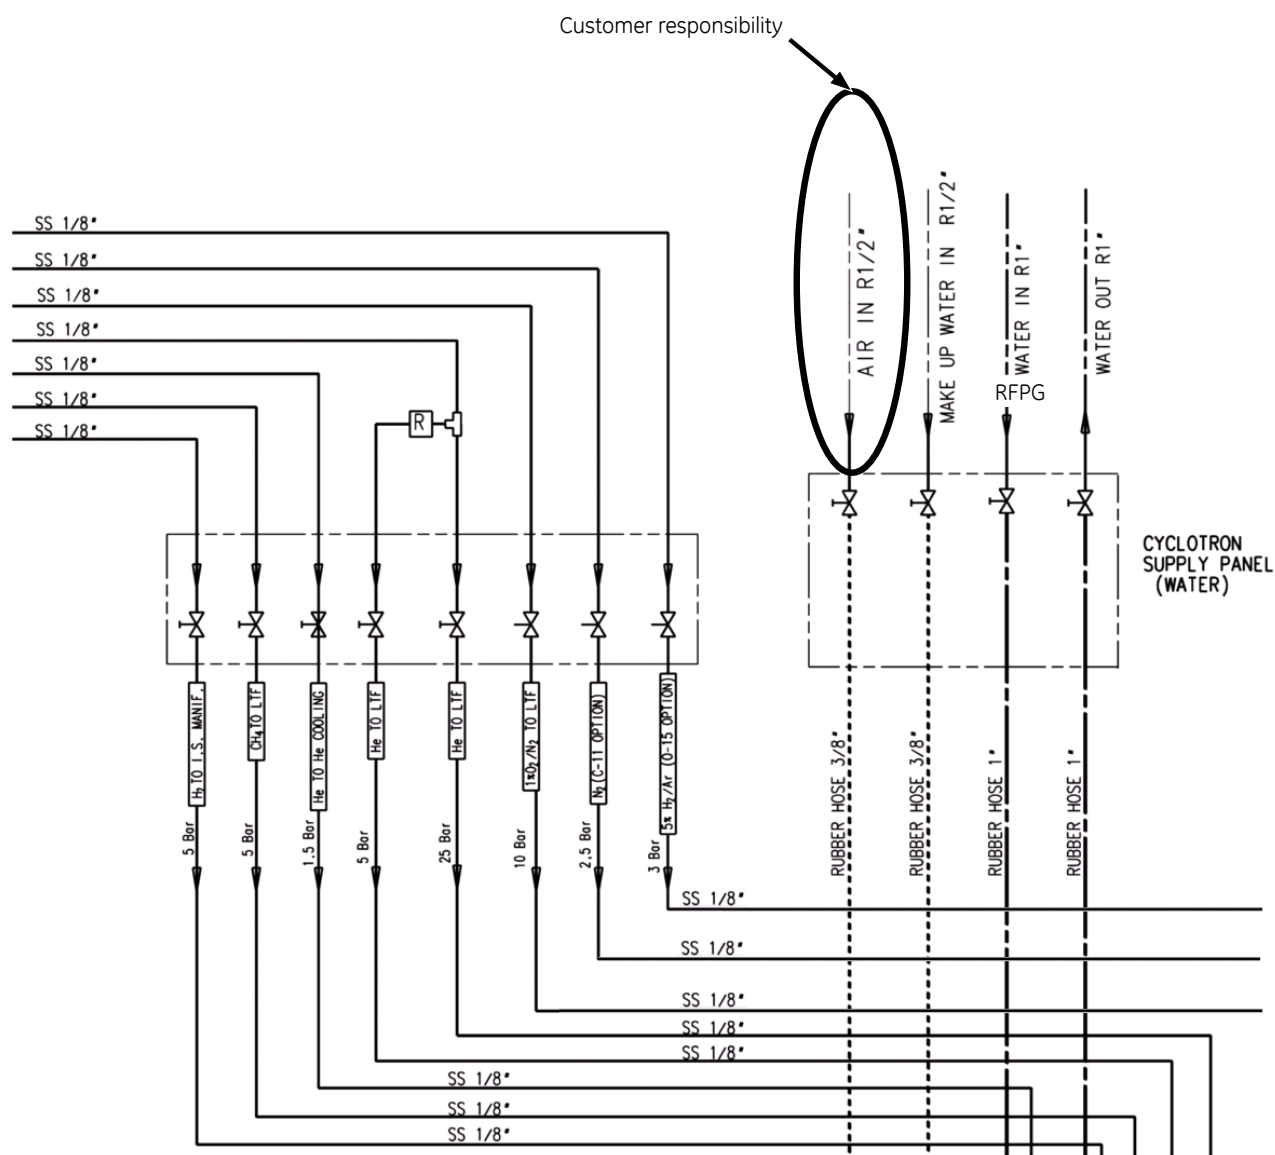 Customer responsibility
SS 1/8"
SS 1/8"
SS 1/8"
SS 1/8"
SS 1/8"
SS 1/8"
SS 1/8"
R
AIR IN R1/2"
MAKE UP WATER IN R1/2"
WATER IN R1"
WATER OUT R1"
RFPG
CYCLOTRON
SUPPLY PANEL
(WATER)
H₂ TO I.S. MANIF.
CH₄ TO LTF
He TO He COOLING
He TO LTF
He TO LTF
1%O₂/N₂ TO LTF
N₂(C-11 OPTION)
5% H₂/Ar (O-15 OPTION)
5 Bar
5 Bar
1.5 Bar
5 Bar
25 Bar
10 Bar
2,5 Bar
3 Bar
RUBBER HOSE 3/8"
RUBBER HOSE 3/8"
RUBBER HOSE 1"
RUBBER HOSE 1"
SS 1/8"
SS 1/8"
SS 1/8"
SS 1/8"
SS 1/8"
SS 1/8"
SS 1/8"
SS 1/8"